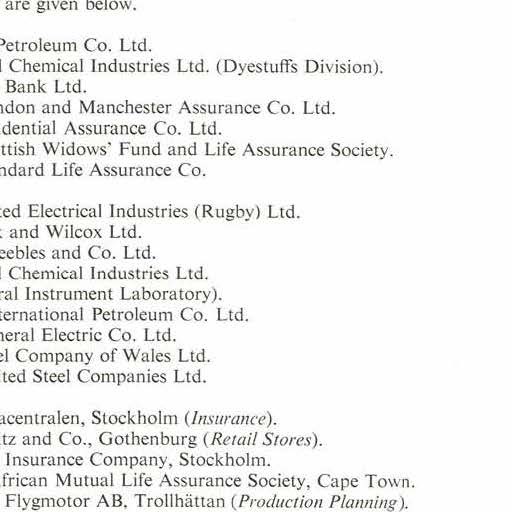 are given below.
Petroleum Co. Ltd.
l Chemical Industries Ltd. (Dyestuffs Division).
Bank Ltd.
ndon and Manchester Assurance Co. Ltd.
dential Assurance Co. Ltd.
ttish Widows' Fund and Life Assurance Society.
ndard Life Assurance Co.
ted Electrical Industries (Rugby) Ltd.
k and Wilcox Ltd.
eebles and Co. Ltd.
l Chemical Industries Ltd.
ral Instrument Laboratory).
ternational Petroleum Co. Ltd.
neral Electric Co. Ltd.
el Company of Wales Ltd.
ited Steel Companies Ltd.
acentralen, Stockholm (Insurance).
tz and Co., Gothenburg (Retail Stores).
Insurance Company, Stockholm.
frican Mutual Life Assurance Society, Cape Town.
Flygmotor AB, Trollhättan (Production Planning).